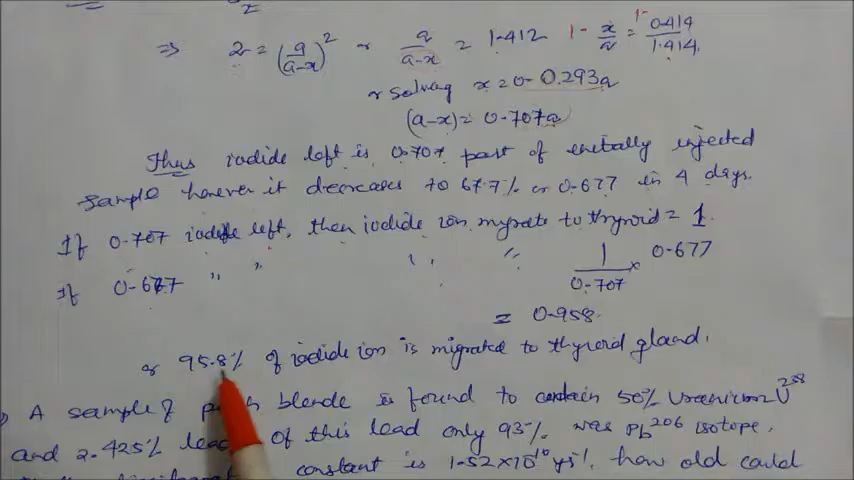 ⇒ 2 = (a/a-x)² or a/a-x = 1.412 1- x/a = 1- 0.414/1.414
or solving x = 0.293a
(a-x) = 0.707a
Thus iodide left is 0.707 part of initially injected
sample however it decreases to 67.7% or 0.677 in 4 days.
If 0.707 iodide left, then iodide ion migrate to thyroid = 1
If 0.677 " " " " " 1/0.707 × 0.677
= 0.958
or 95.8% of iodide ion is migrated to thyroid gland.
A sample of blende is found to contain 50% Uranium U²³⁸
and 2.425% lead of this lead only 93% was Pb²⁰⁶ isotope,
constant is 1.52×10¹⁰ys⁻¹, how old could